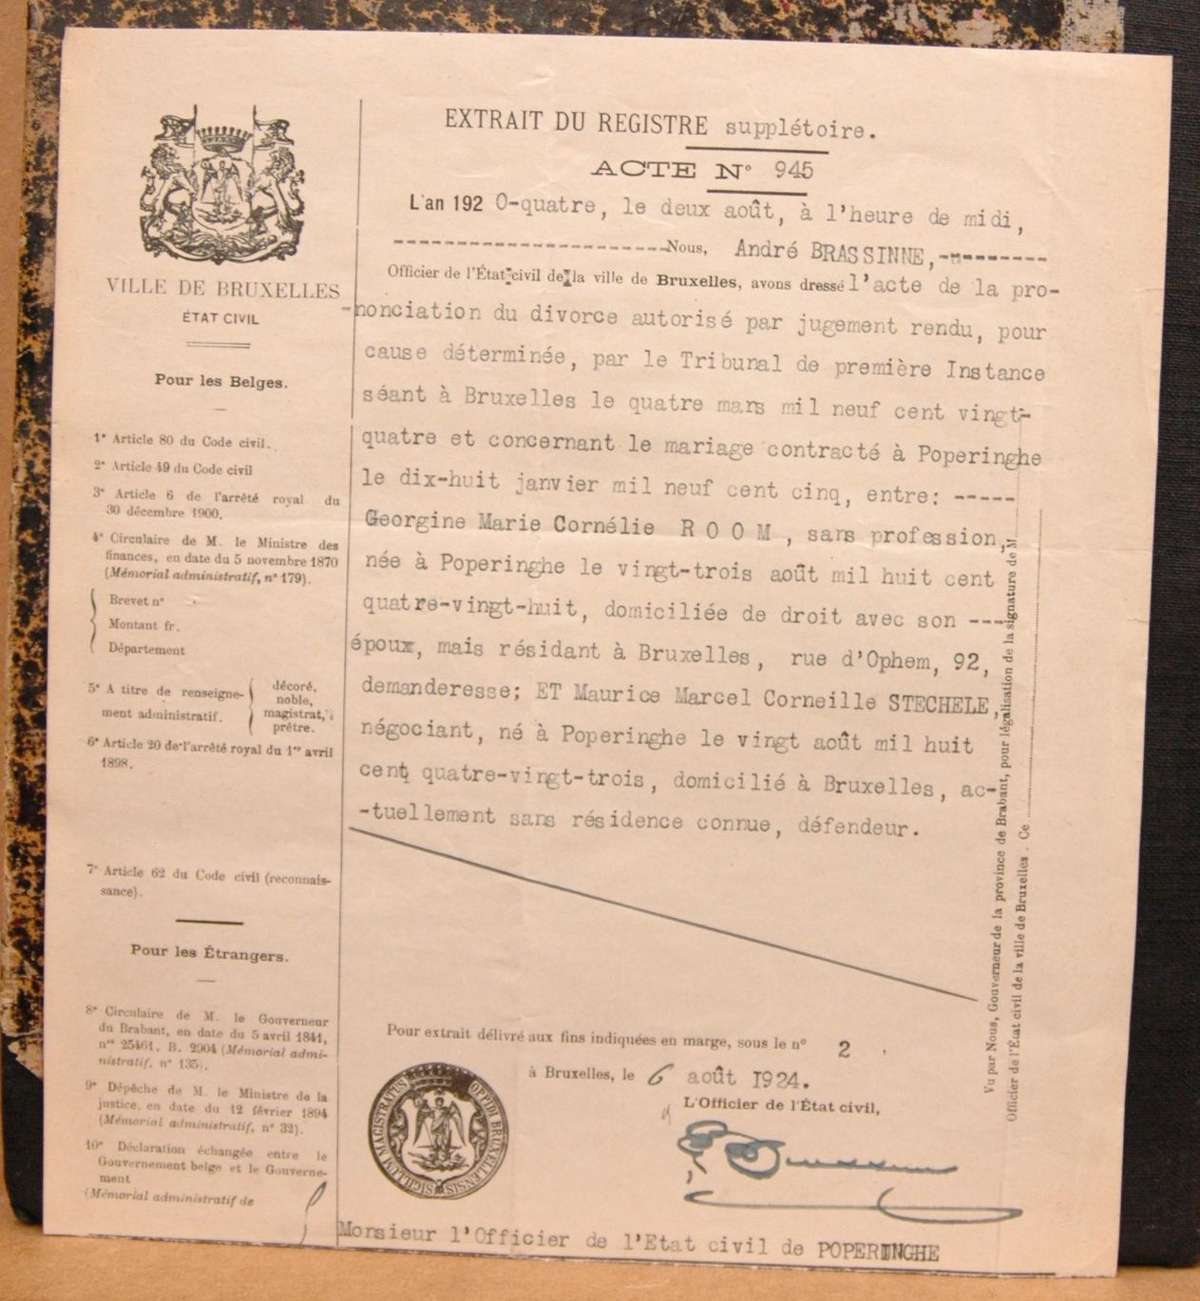 EXTRAIT DU REGISTRE supplétoire.
ACTE N° 945
L'an 192 0-quatre, le deux août, à l'heure de midi,
---------------------Nous, André BRASSINNE,---------
Officier de l'État civil de la ville de Bruxelles, avons dressé l'acte de la pro-
-nonciation du divorce autorisé par jugement rendu, pour
cause déterminée, par le Tribunal de première Instance
séant à Bruxelles le quatre mars mil neuf cent vingt-
quatre et concernant le mariage contracté à Poperinghe
le dix-huit janvier mil neuf cent cinq, entre: -----
Georgine Marie Cornélie R O O M , sans profession,
née à Poperinghe le vingt-trois août mil huit cent
quatre-vingt-huit, domiciliée de droit avec son ---
époux, mais résidant à Bruxelles, rue d'Ophem, 92,
demanderesse; ET Maurice Marcel Corneille STECHELE,
négociant, né à Poperinghe le vingt août mil huit
cent quatre-vingt-trois, domicilié à Bruxelles, ac-
-tuellement sans résidence connue, défendeur.
Pour extrait délivré aux fins indiquées en marge, sous le n° 2
à Bruxelles, le 6 août 1924.
L'Officier de l'État civil,
Monsieur l'Officier de l'Etat civil de POPERINGHE
VILLE DE BRUXELLES
ÉTAT CIVIL
Pour les Belges.
1° Article 80 du Code civil.
2° Article 49 du Code civil
3° Article 6 de l'arrêté royal du
30 décembre 1900.
4° Circulaire de M. le Ministre des
finances, en date du 5 novembre 1870
(Mémorial administratif, n° 179).
Brevet n°
Montant fr.
Département
5° A titre de renseigne-
ment administratif.
décoré,
noble,
magistrat,
prêtre.
6° Article 20 de l'arrêté royal du 1er avril
1898.
7° Article 62 du Code civil (reconnais-
sance).
Pour les Étrangers.
8° Circulaire de M. le Gouverneur
du Brabant, en date du 5 avril 1841,
nos 25461. B. 2904 (Mémorial admi-
nistratif, n° 135).
9° Dépêche de M. le Ministre de la
justice, en date du 12 février 1894
(Mémorial administratif, n° 32).
10° Déclaration échangée entre le
Gouvernement belge et le Gouverne-
ment
(Mémorial administratif de
SIGILLUM MAGISTRATUS OPPIDI BRUXELLENSIS
Vu par Nous, Gouverneur de la province de Brabant, pour légalisation de la signature de M
Officier de l'État civil de la ville de Bruxelles. Ce